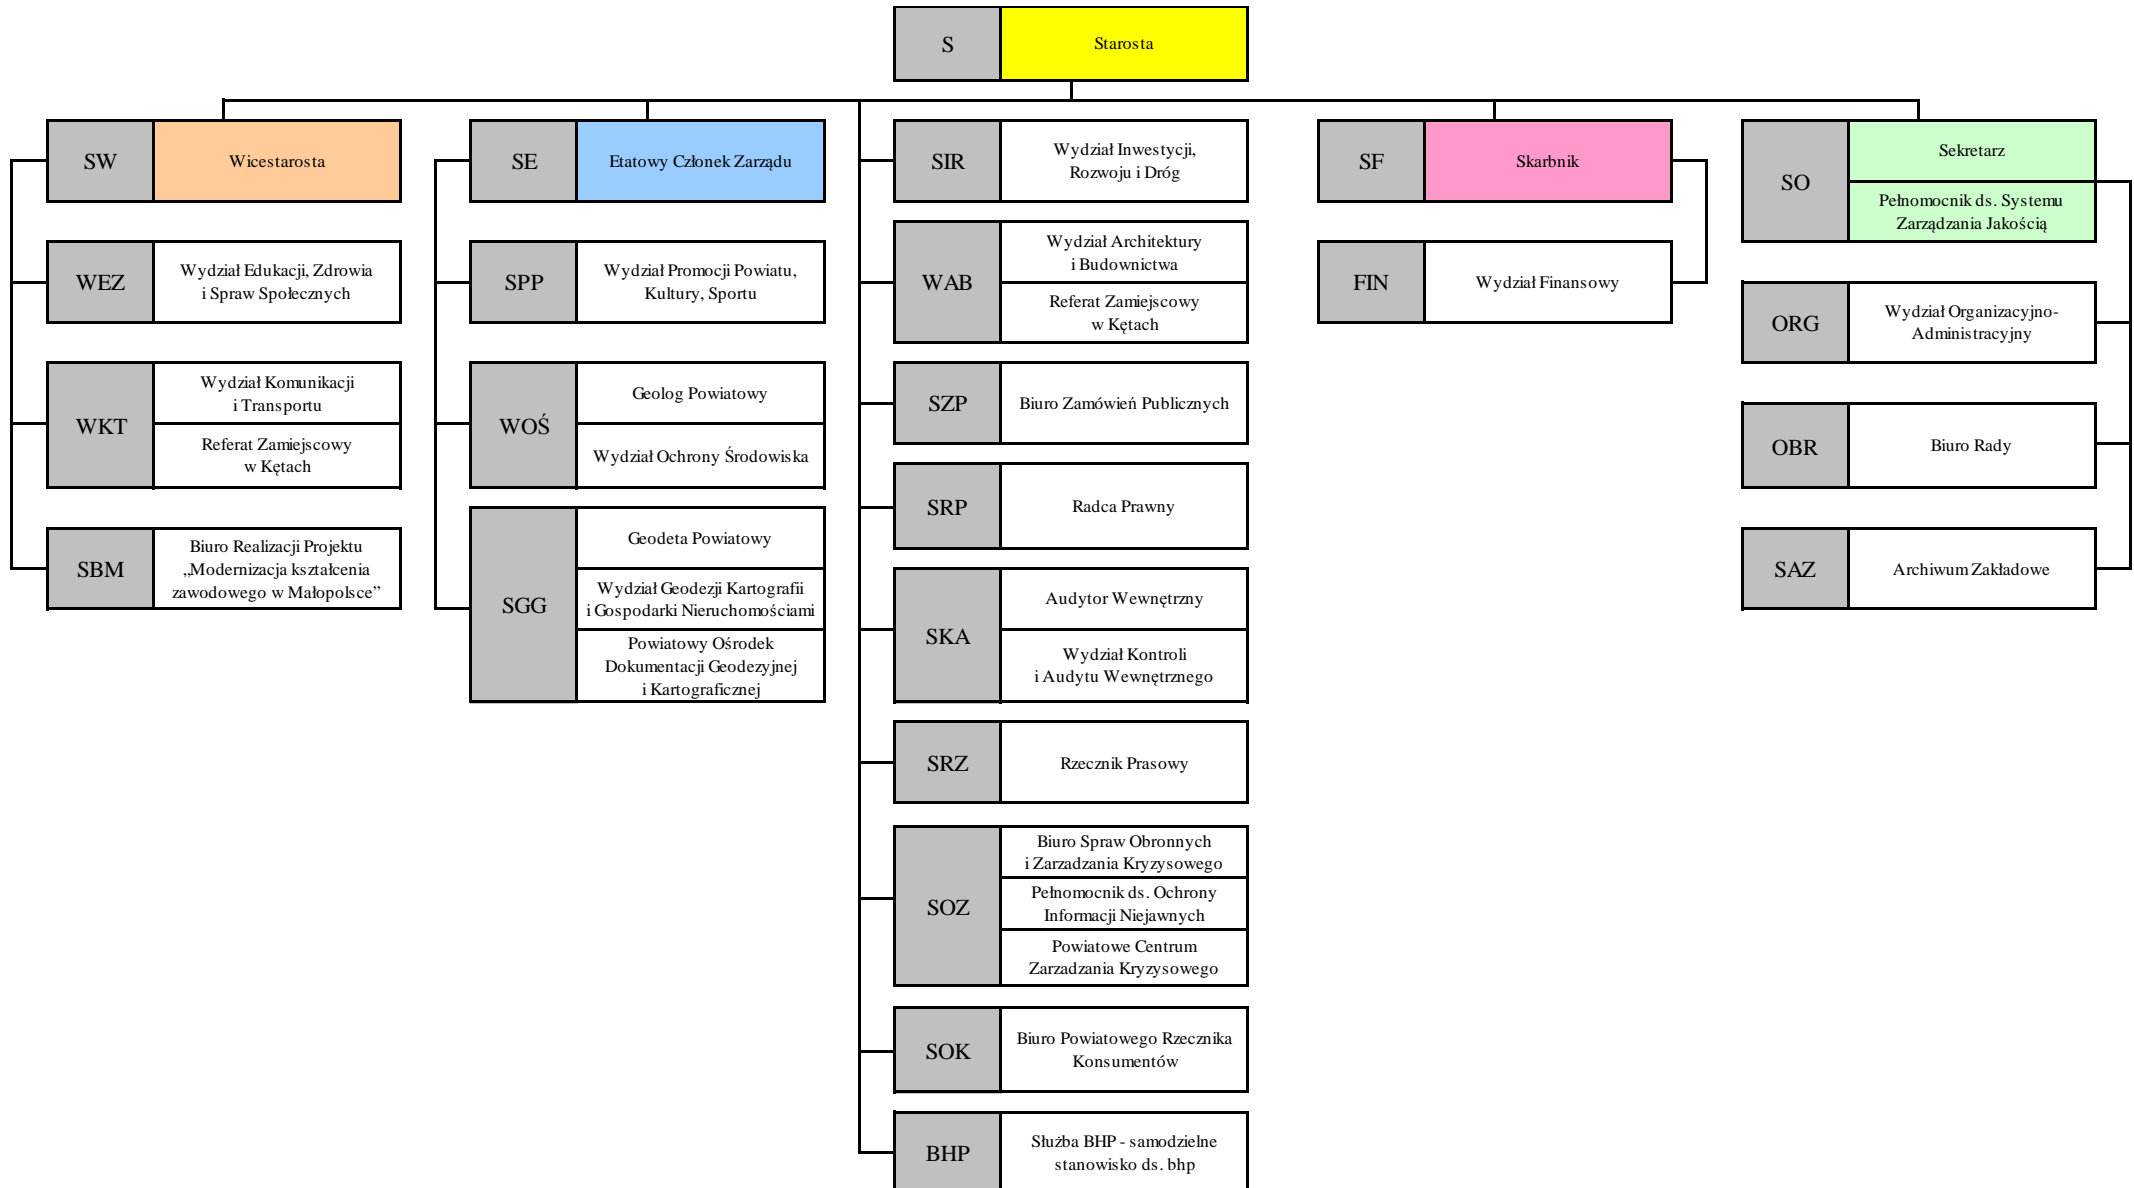 S
Starosta
SW
Wicestarosta
WEZ
Wydział Edukacji, Zdrowia
i Spraw Społecznych
WKT
Wydział Komunikacji
i Transportu
Referat Zamiejscowy
w Kętach
SBM
Biuro Realizacji Projektu
„Modernizacja kształcenia
zawodowego w Małopolsce”
SE
Etatowy Członek Zarządu
SPP
Wydział Promocji Powiatu,
Kultury, Sportu
WOŚ
Geolog Powiatowy
Wydział Ochrony Środowiska
SGG
Geodeta Powiatowy
Wydział Geodezji Kartografii
i Gospodarki Nieruchomościami
Powiatowy Ośrodek
Dokumentacji Geodezyjnej
i Kartograficznej
SIR
Wydział Inwestycji,
Rozwoju i Dróg
WAB
Wydział Architektury
i Budownictwa
Referat Zamiejscowy
w Kętach
SZP
Biuro Zamówień Publicznych
SRP
Radca Prawny
SKA
Audytor Wewnętrzny
Wydział Kontroli
i Audytu Wewnętrznego
SRZ
Rzecznik Prasowy
SOZ
Biuro Spraw Obronnych
i Zarzadzania Kryzysowego
Pełnomocnik ds. Ochrony
Informacji Niejawnych
Powiatowe Centrum
Zarzadzania Kryzysowego
SOK
Biuro Powiatowego Rzecznika
Konsumentów
BHP
Służba BHP - samodzielne
stanowisko ds. bhp
SF
Skarbnik
FIN
Wydział Finansowy
SO
Sekretarz
Pełnomocnik ds. Systemu
Zarządzania Jakością
ORG
Wydział Organizacyjno-
Administracyjny
OBR
Biuro Rady
SAZ
Archiwum Zakładowe